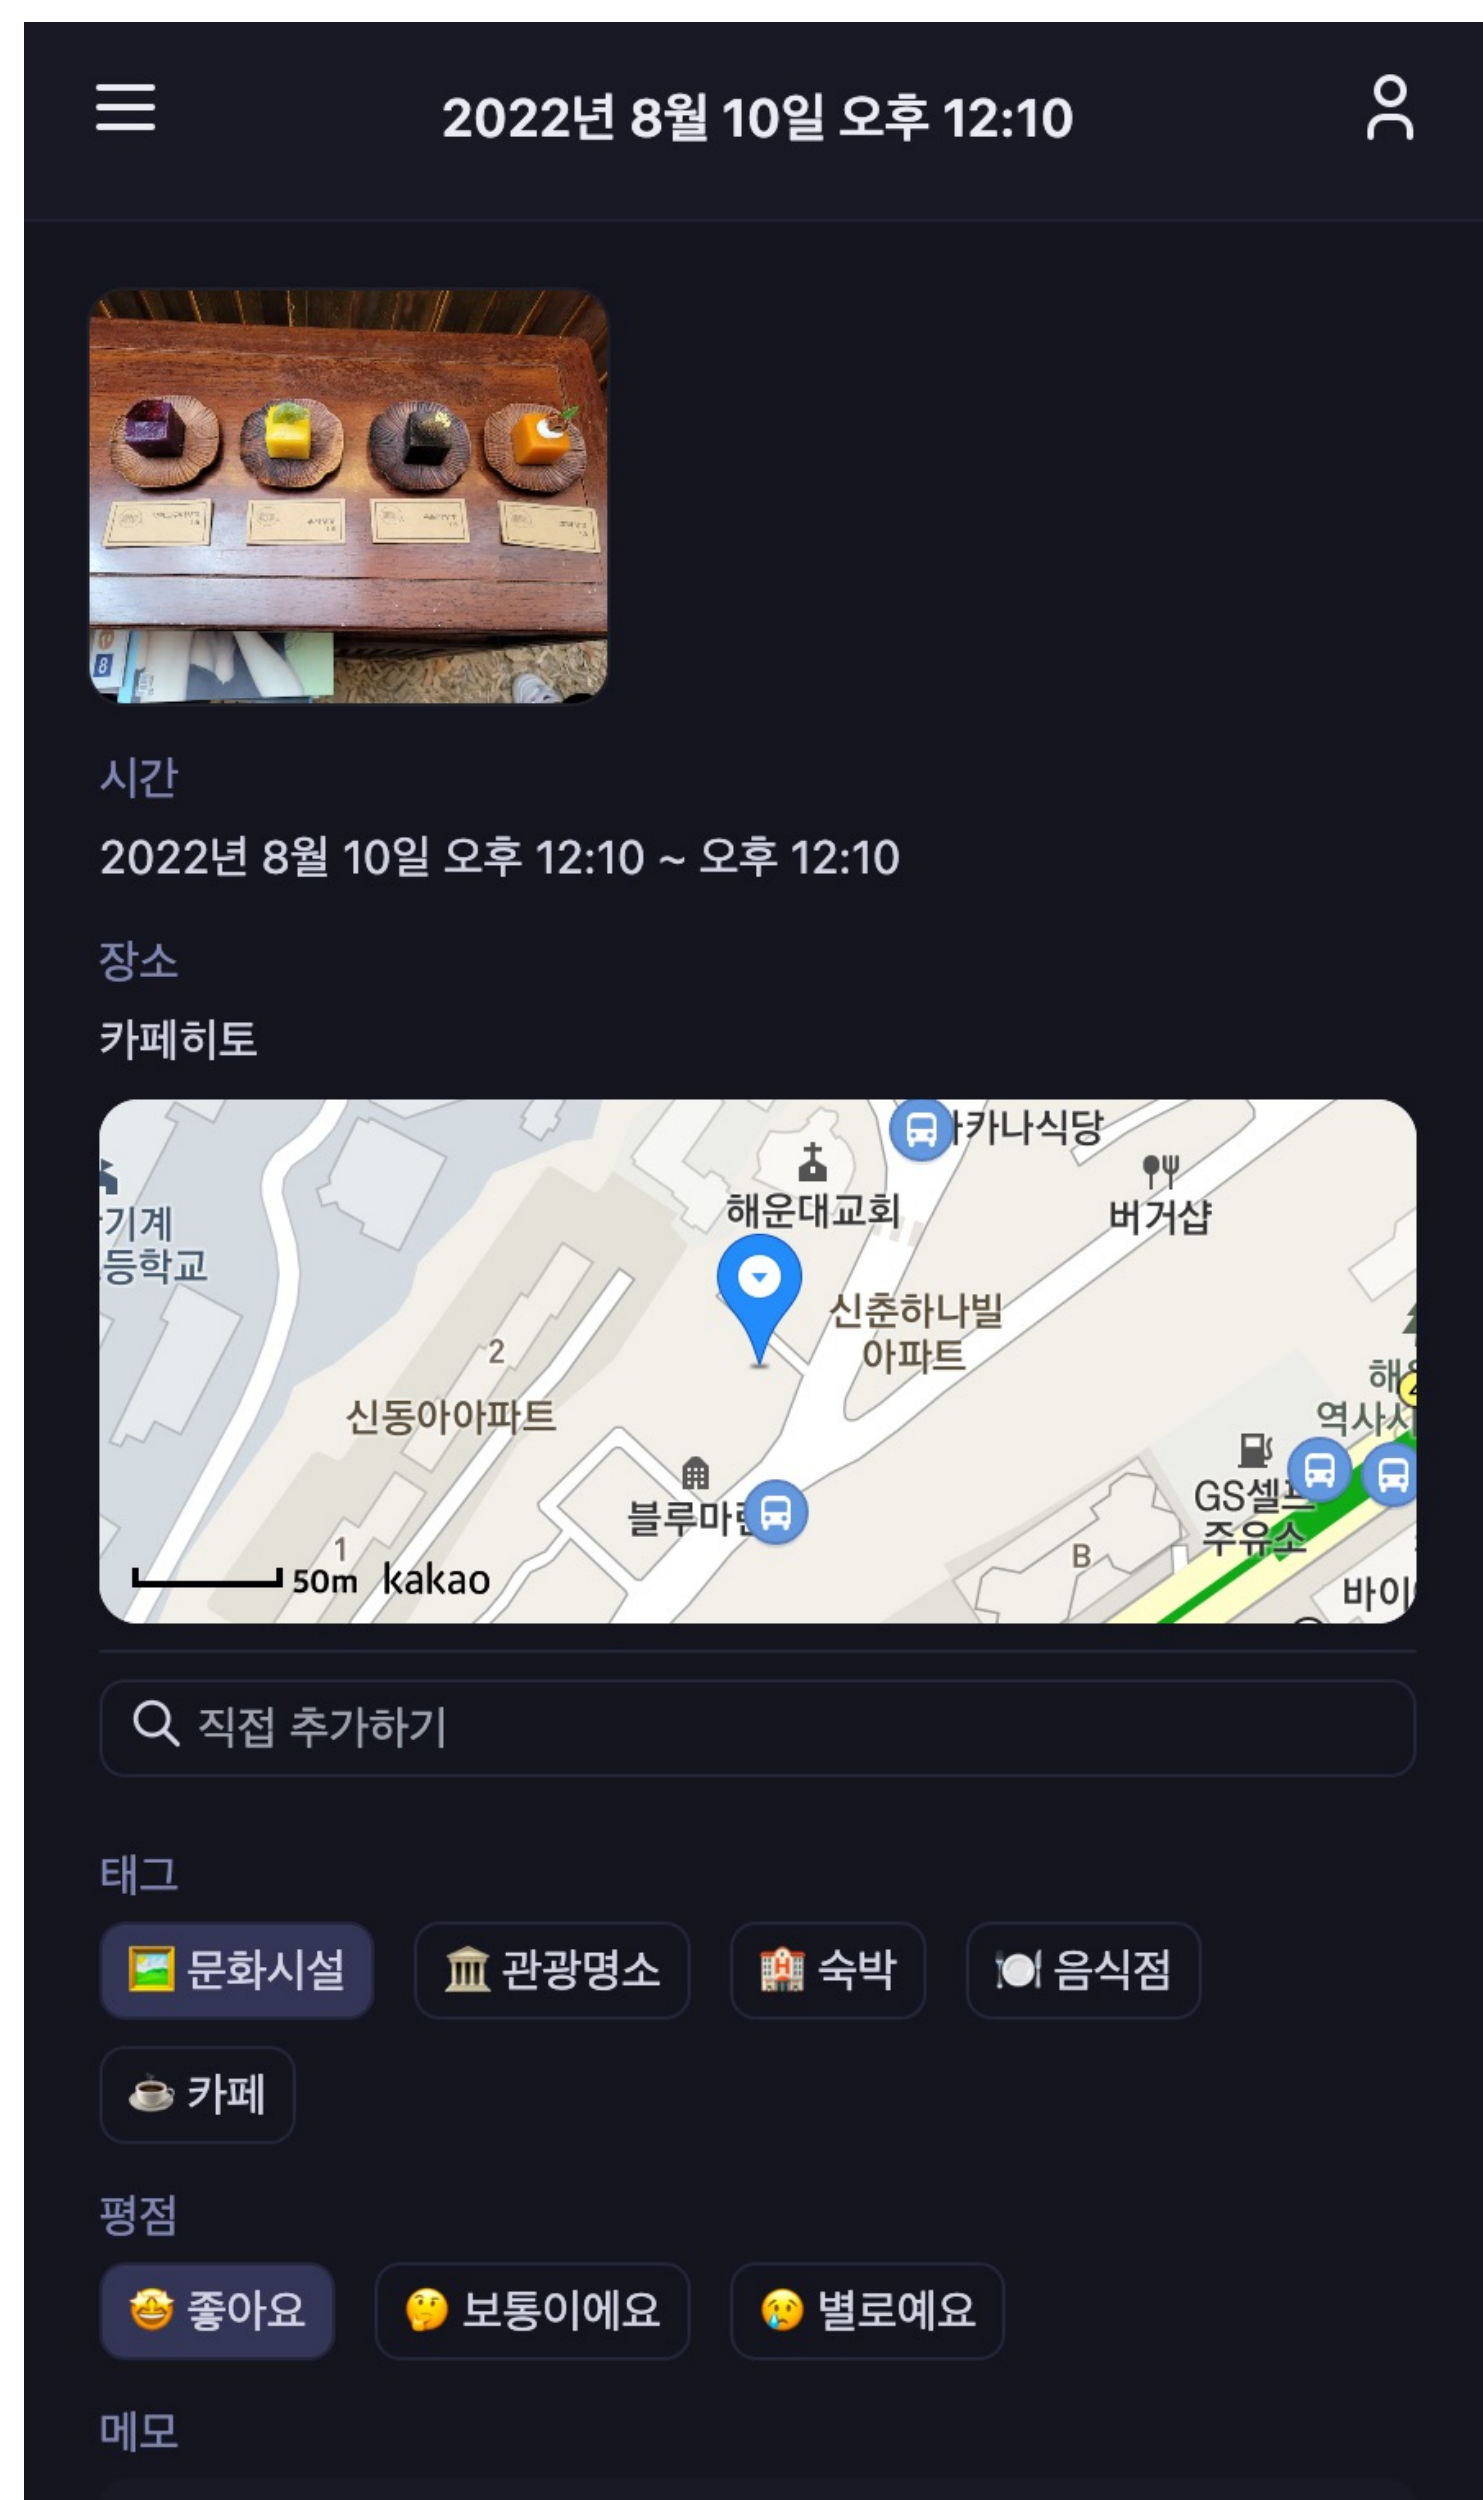 2022년 8월 10일 오후 12:10
8
시간
2022년 8월 10일 오후 12:10 ~ 오후 12:10
장소
카페히토
카나식당
해운대교회
버거샵
기계
등학교
신춘하나빌
아파트
2
신동아아파트
해
역사
블루마
GS셀프
주유소
1
B
바이
50m kakao
직접 추가하기
태그
문화시설
관광명소
숙박
음식점
카페
평점
좋아요
보통이에요
별로예요
메모